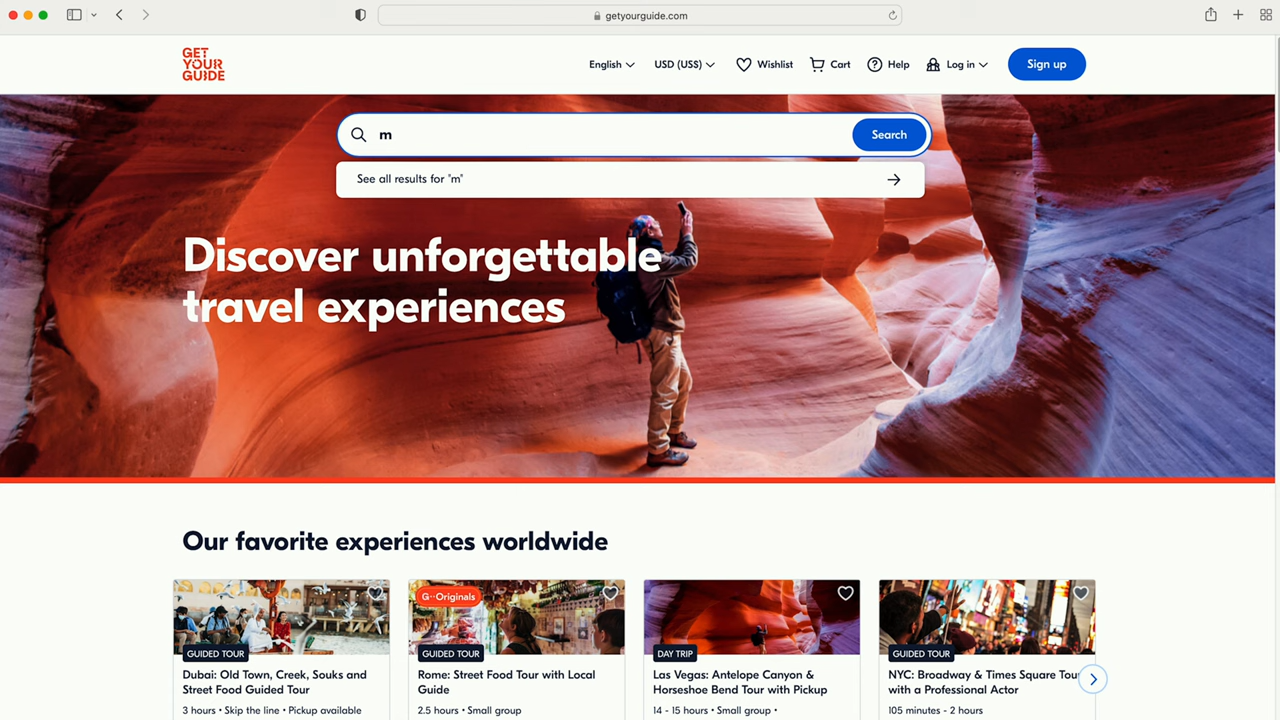 getyourguide.com
GET
YOUR
GUIDE
English
USD (US$)
Wishlist
Cart
Help
Log in
Sign up
m
Search
See all results for "m"
Discover unforgettable
travel experiences
Our favorite experiences worldwide
GUIDED TOUR
Dubai: Old Town, Creek, Souks and
Street Food Guided Tour
3 hours • Skip the line • Pickup available
G··Originals
GUIDED TOUR
Rome: Street Food Tour with Local
Guide
2.5 hours • Small group
DAY TRIP
Las Vegas: Antelope Canyon &
Horseshoe Bend Tour with Pickup
14 - 15 hours • Small group •
GUIDED TOUR
NYC: Broadway & Times Square Tour
with a Professional Actor
105 minutes - 2 hours